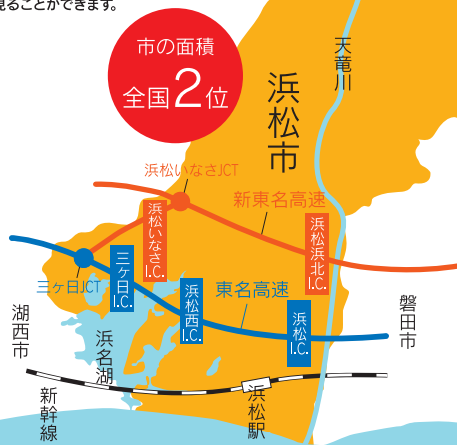 見ることができます。
市の面積
全国2位
天竜川
浜松市
浜松いなさJCT
新東名高速
浜松いなさI.C.
浜松浜北I.C.
三ヶ日JCT
三ヶ日I.C.
浜松西I.C.
東名高速
浜松I.C.
磐田市
湖西市
浜名湖
新幹線
浜松駅